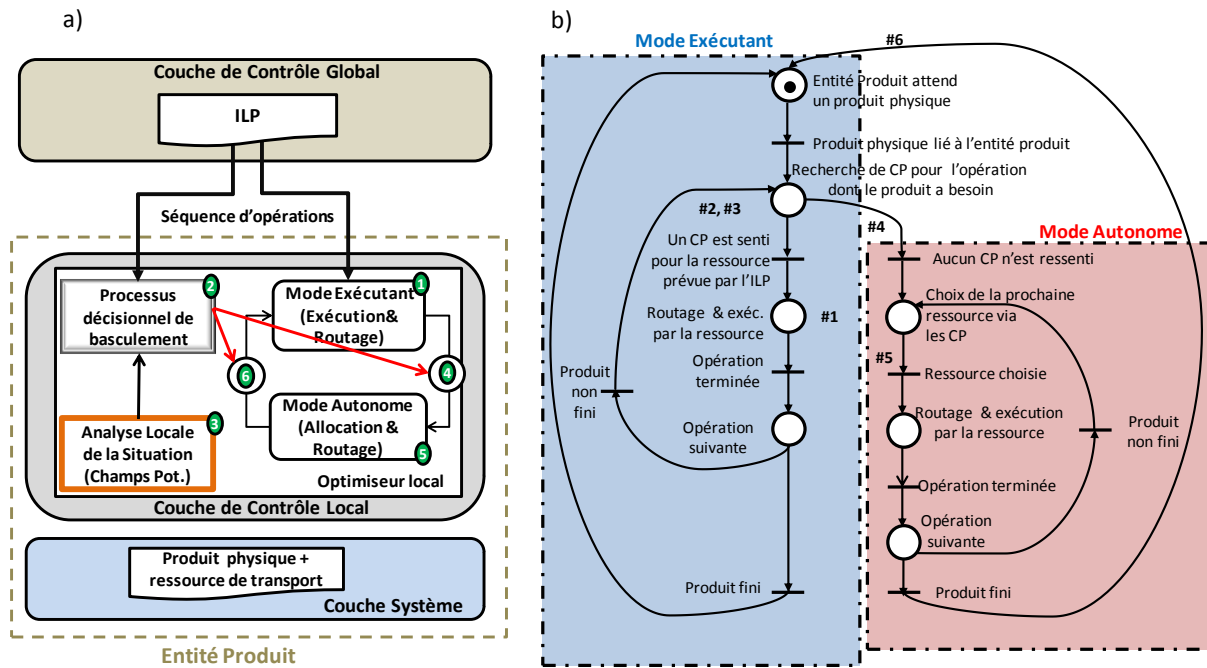 a)
Couche de Contrôle Global
ILP
Séquence d'opérations
Processus
décisionnel de
basculement
2
Mode Exécutant
(Exécution&
Routage)
1
6
4
Analyse Locale
de la Situation
(Champs Pot.)
3
Mode Autonome
(Allocation &
Routage)
5
Optimiseur local
Couche de Contrôle Local
Produit physique +
ressource de transport
Couche Système
Entité Produit
b)
Mode Exécutant
#6
Entité Produit attend
un produit physique
Produit physique lié à l'entité produit
Recherche de CP pour l'opération
dont le produit a besoin
#2, #3
#4
Mode Autonome
Un CP est senti
pour la ressource
prévue par l'ILP
Aucun CP n'est ressenti
Routage & exéc.
par la ressource
#1
Choix de la prochaine
ressource via
les CP
#5
Opération
terminée
Ressource choisie
Produit
non
fini
Opération
suivante
Routage & exécution
par la ressource
Produit
non fini
Opération terminée
Opération
suivante
Produit fini
Produit fini